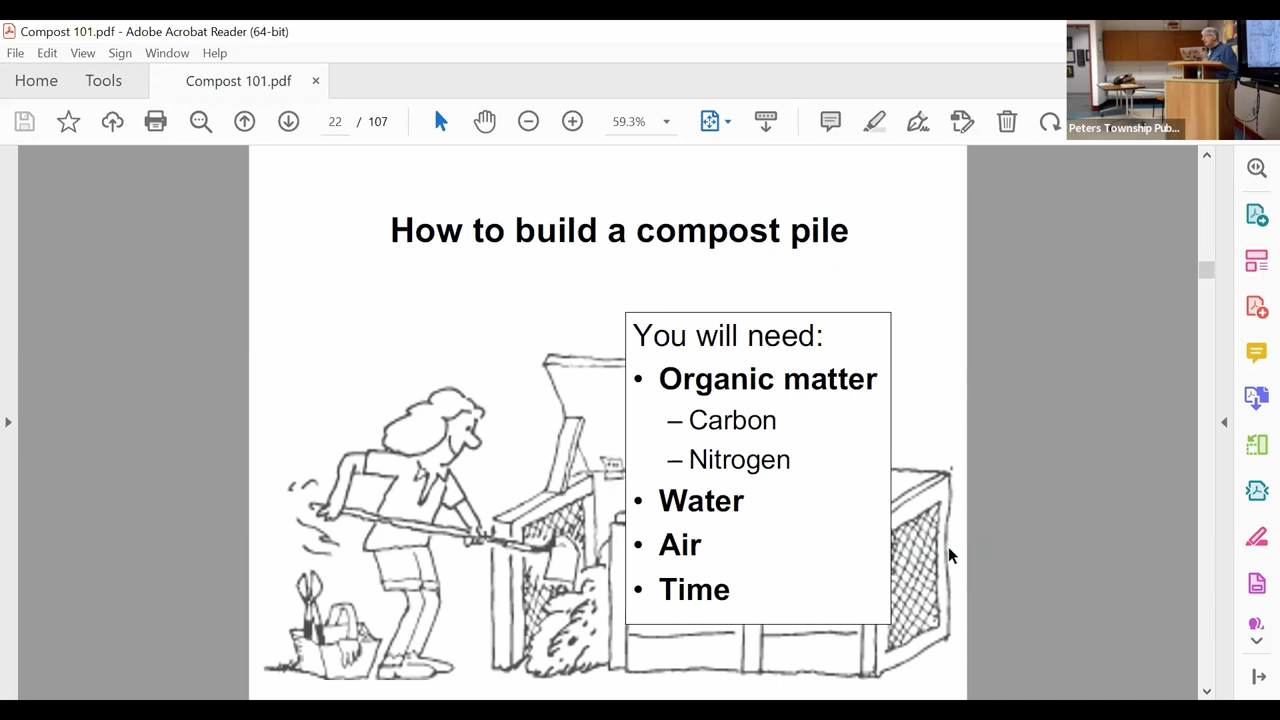 Compost 101.pdf - Adobe Acrobat Reader (64-bit)
File Edit View Sign Window Help
Home Tools Compost 101.pdf ×
22 / 107 59.3%
Peters Township Pub...
How to build a compost pile
You will need:
• Organic matter
– Carbon
– Nitrogen
• Water
• Air
• Time